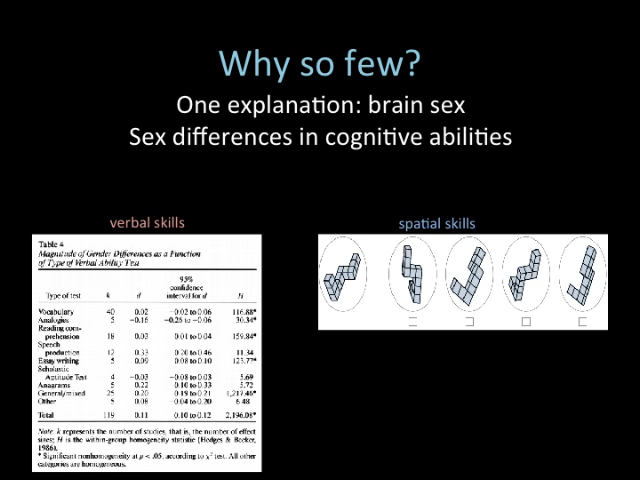 Why so few?
One explanation: brain sex
Sex differences in cognitive abilities
verbal skills
spatial skills
Table 4
Magnitude of Gender Differences as a Function
of Type of Verbal Ability Test
95%
confidence
Type of test k d interval for d H
Vocabulary 40 0.02 −0.02 to 0.06 116.88*
Analogies 5 −0.16 −0.26 to −0.06 30.34*
Reading com-
prehension 18 0.03 0.01 to 0.04 159.84*
Speech
production 12 0.33 0.20 to 0.46 11.34
Essay writing 5 0.09 0.08 to 0.10 123.77*
Scholastic
Aptitude Test 4 −0.03 −0.08 to 0.03 5.69
Anagrams 5 0.22 0.10 to 0.33 5.72
General/mixed 25 0.20 0.19 to 0.21 1,217.46*
Other 5 0.08 −0.04 to 0.20 6.48
Total 119 0.11 0.10 to 0.12 2,196.08*
Note. k represents the number of studies, that is, the number of effect
sizes; H is the within-group homogeneity statistic (Hedges & Becker,
1986).
* Significant nonhomogeneity at p < .05, according to χ² test. All other
categories are homogeneous.